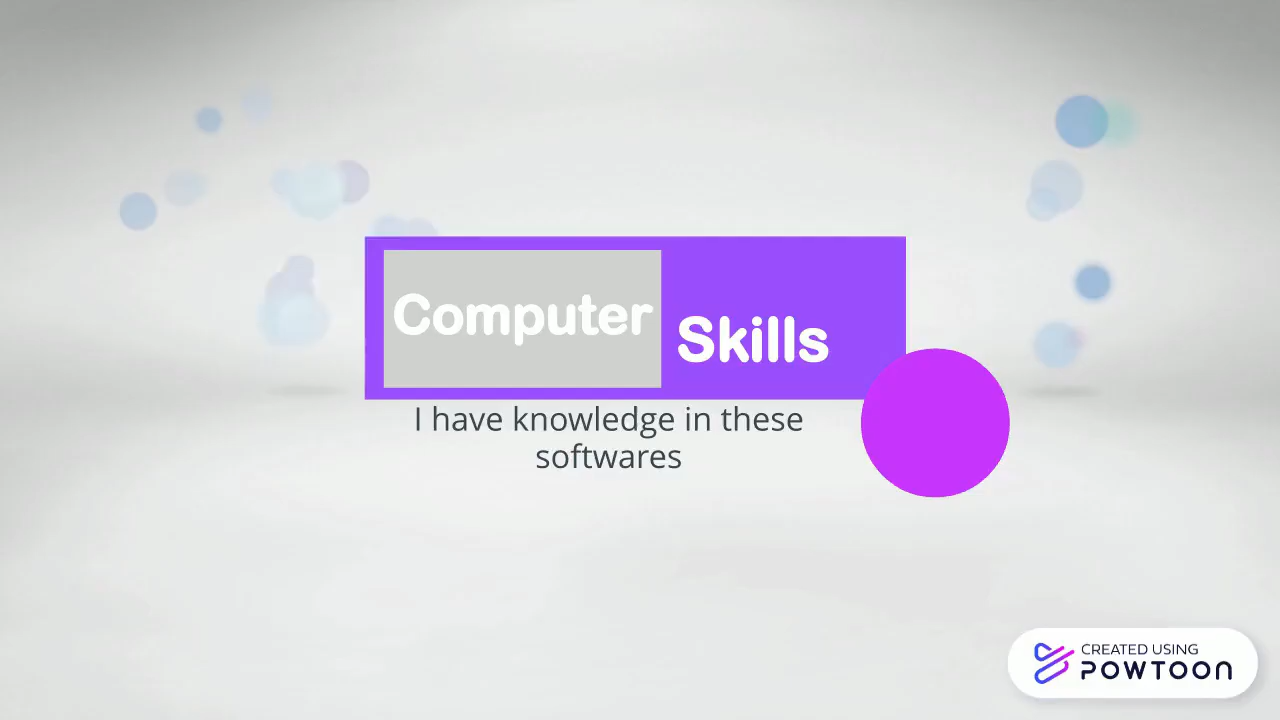 Computer Skills
I have knowledge in these
softwares
CREATED USING
POWTOON